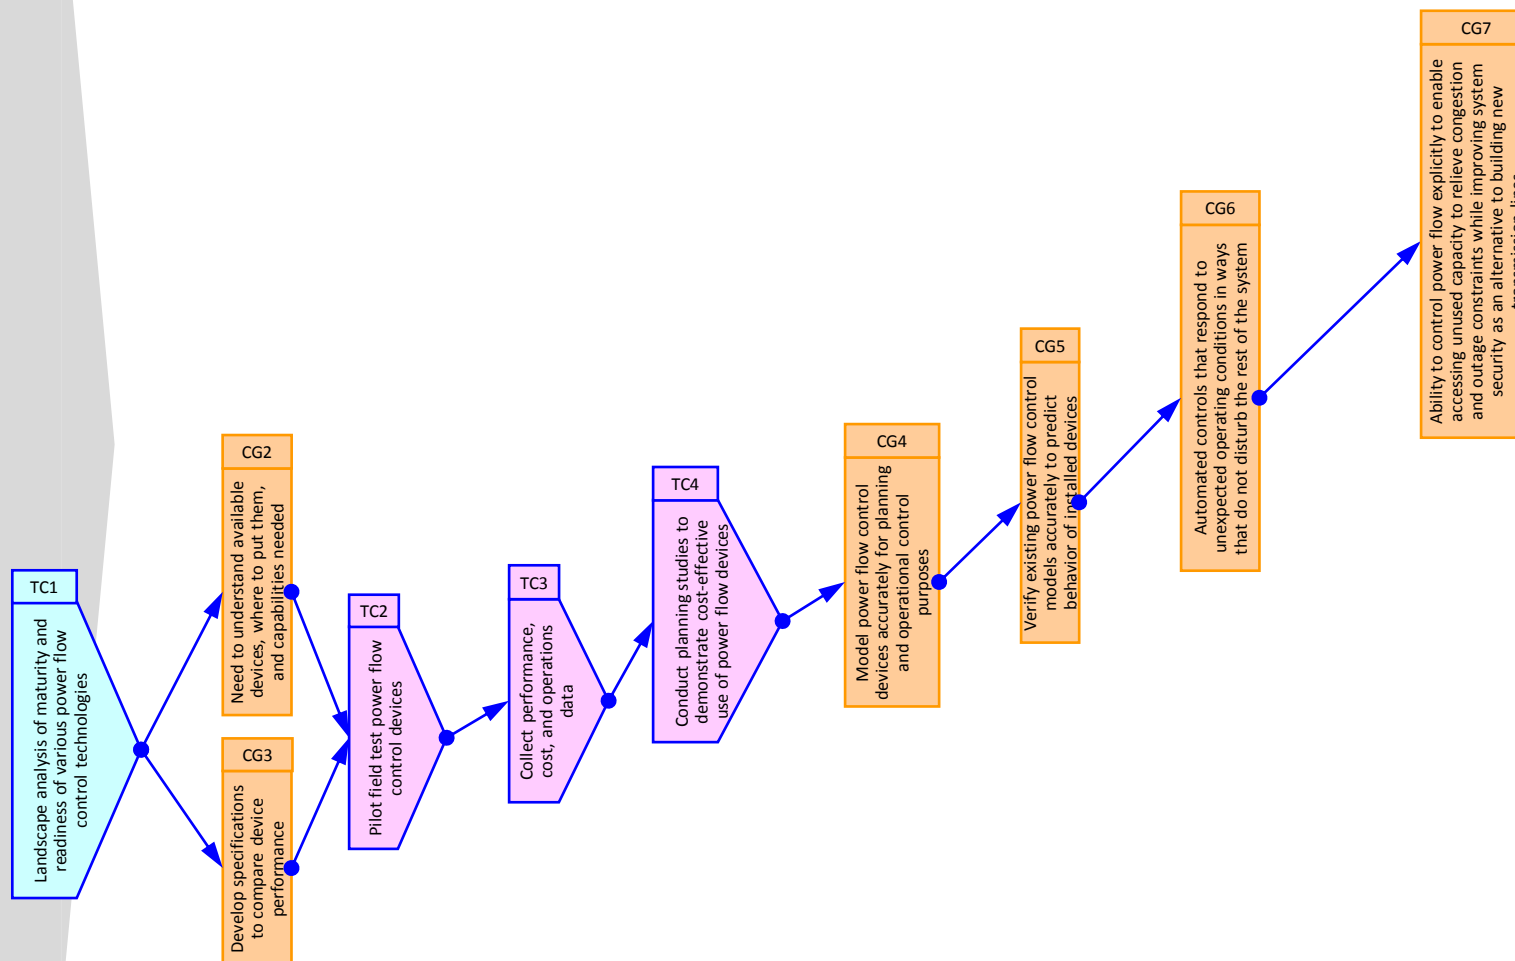 TC1
Landscape analysis of maturity and
readiness of various power flow
control technologies
CG2
Need to understand available
devices, where to put them,
and capabilities needed
CG3
Develop specifications
to compare device
performance
TC2
Pilot field test power flow
control devices
TC3
Collect performance,
cost, and operations
data
TC4
Conduct planning studies to
demonstrate cost-effective
use of power flow devices
CG4
Model power flow control
devices accurately for planning
and operational control
purposes
CG5
Verify existing power flow control
models accurately to predict
behavior of installed devices
CG6
Automated controls that respond to
unexpected operating conditions in ways
that do not disturb the rest of the system
CG7
Ability to control power flow explicitly to enable
accessing unused capacity to relieve congestion
and outage constraints while improving system
security as an alternative to building new